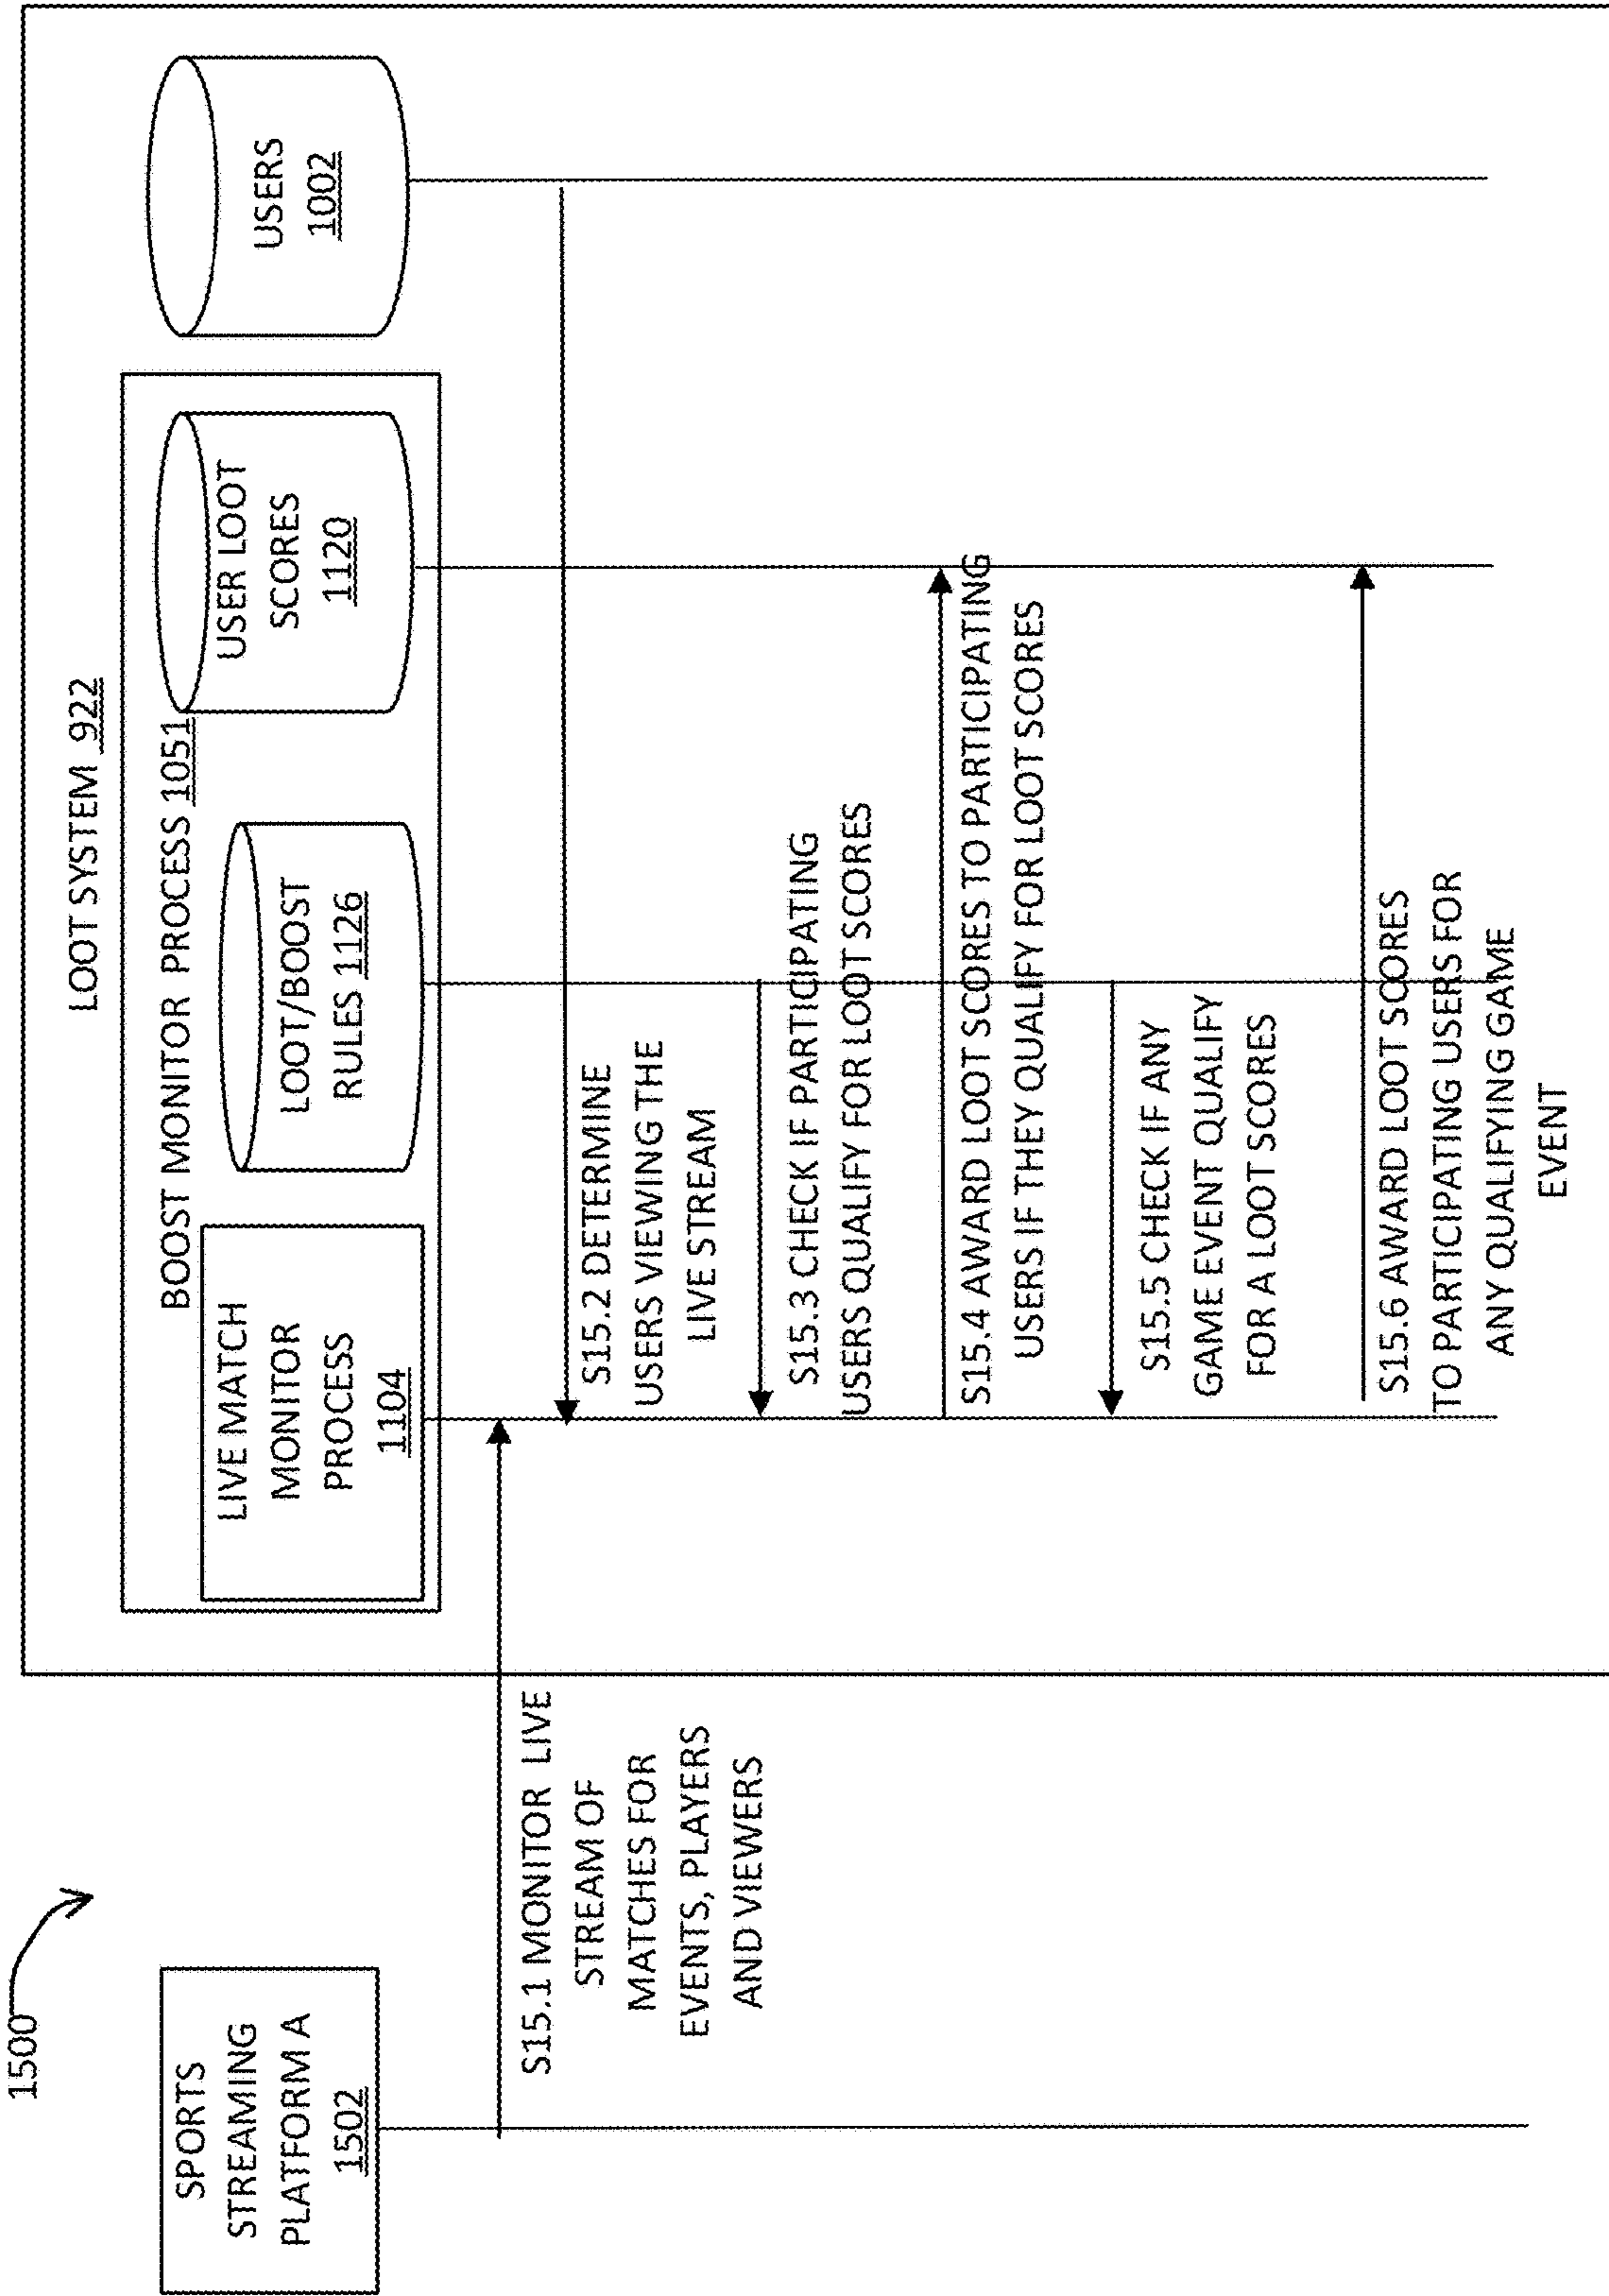 1500
SPORTS
STREAMING
PLATFORM A
1502
LOOT SYSTEM 922
BOOST MONITOR PROCESS 1051
LIVE MATCH
MONITOR
PROCESS
1104
LOOT/BOOST
RULES 1126
USER LOOT
SCORES
1120
USERS
1002
S15.1 MONITOR LIVE
STREAM OF
MATCHES FOR
EVENTS, PLAYERS
AND VIEWERS
S15.2 DETERMINE
USERS VIEWING THE
LIVE STREAM
S15.3 CHECK IF PARTICIPATING
USERS QUALIFY FOR LOOT SCORES
S15.4 AWARD LOOT SCORES TO PARTICIPATING
USERS IF THEY QUALIFY FOR LOOT SCORES
S15.5 CHECK IF ANY
GAME EVENT QUALIFY
FOR A LOOT SCORES
S15.6 AWARD LOOT SCORES
TO PARTICIPATING USERS FOR
ANY QUALIFYING GAME
EVENT